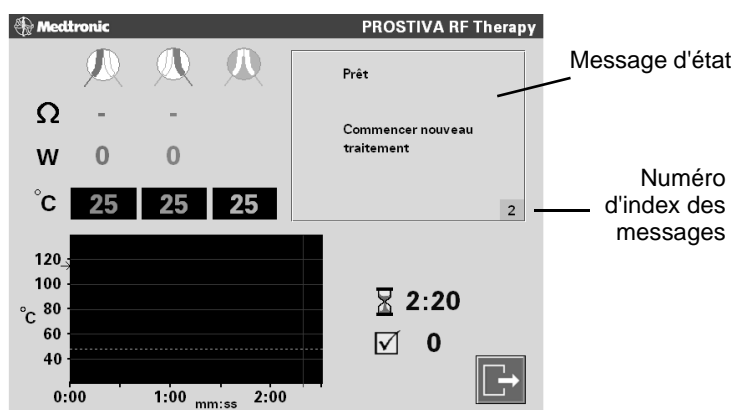 Medtronic
PROSTIVA RF Therapy
Prêt
Commencer nouveau
traitement
2
Message d'état
Numéro
d'index des
messages
Ω - -
W 0 0
°C 25 25 25
120
100
80
60
40
°C
0:00 1:00 mm:ss 2:00
2:20
0